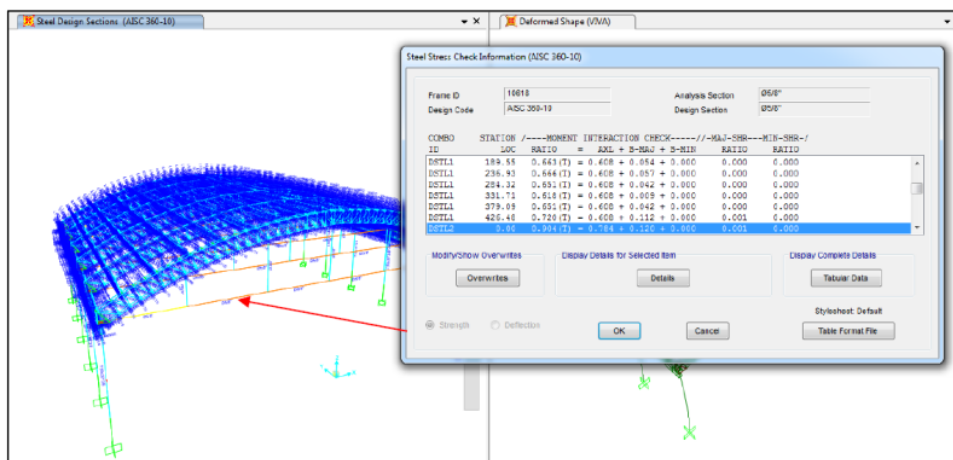 Steel Design Sections (AISC 360-10)
Deformed Shape (VIVA)
Steel Stress Check Information (AISC 360-10)
Frame ID 10618 Analysis Section Ø5/8"
Design Code AISC 360-10 Design Section Ø5/8"
COMBO STATION /----MOMENT INTERACTION CHECK-----//-MAJ-SHR---MIN-SHR-/
ID LOC RATIO = AXL + B-MAJ + B-MIN RATIO RATIO
DSTL1 189.55 0.663(T) = 0.608 + 0.054 + 0.000 0.000 0.000
DSTL1 236.93 0.666(T) = 0.608 + 0.057 + 0.000 0.000 0.000
DSTL1 284.32 0.651(T) = 0.608 + 0.042 + 0.000 0.000 0.000
DSTL1 331.71 0.618(T) = 0.608 + 0.009 + 0.000 0.000 0.000
DSTL1 379.09 0.651(T) = 0.608 + 0.042 + 0.000 0.000 0.000
DSTL1 426.48 0.720(T) = 0.608 + 0.112 + 0.000 0.001 0.000
DSTL2 0.00 0.904(T) = 0.784 + 0.120 + 0.000 0.001 0.000
Modify/Show Overwrites Display Details for Selected Item Display Complete Details
Overwrites Details Tabular Data
Stylesheet: Default
Strength Deflection OK Cancel Table Format File